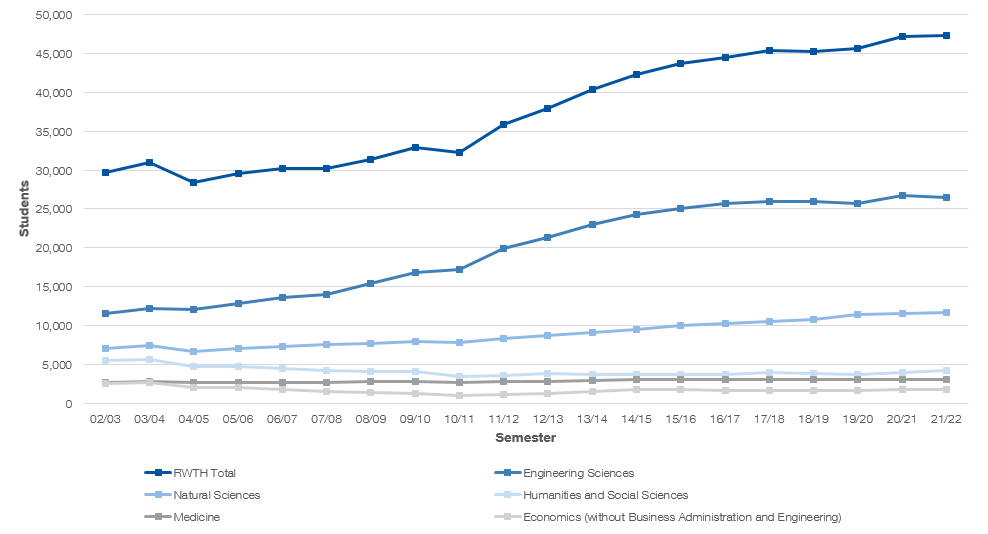 50,000
45,000
40,000
35,000
30,000
25,000
20,000
15,000
10,000
5,000
0
Students
02/03 03/04 04/05 05/06 06/07 07/08 08/09 09/10 10/11 11/12 12/13 13/14 14/15 15/16 16/17 17/18 18/19 19/20 20/21 21/22
Semester
RWTH Total Engineering Sciences
Natural Sciences Humanities and Social Sciences
Medicine Economics (without Business Administration and Engineering)